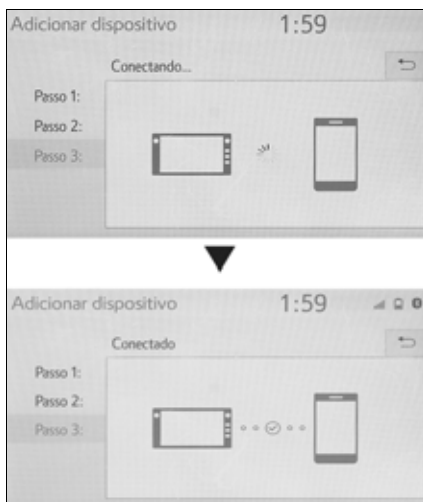 Adicionar dispositivo 1:59
Conectando...
Passo 1:
Passo 2:
Passo 3:
Adicionar dispositivo 1:59
Conectado
Passo 1:
Passo 2:
Passo 3: